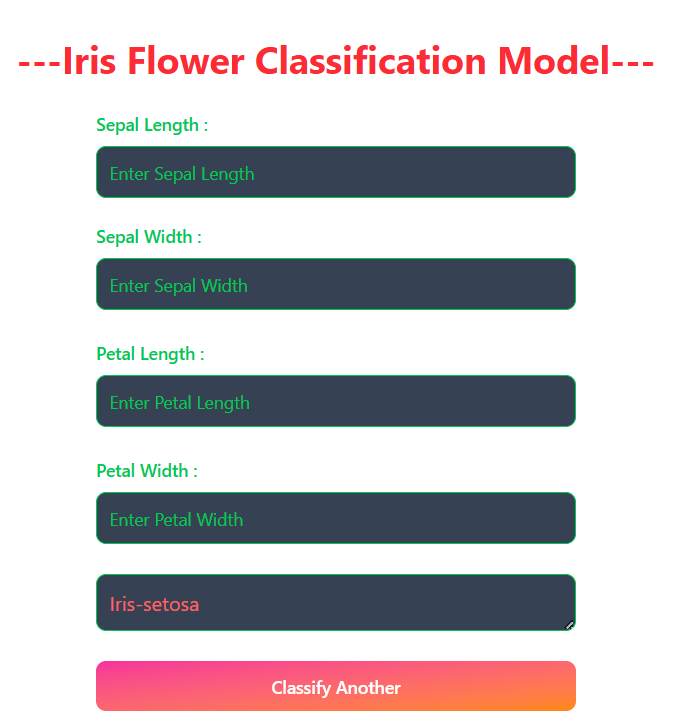 ---Iris Flower Classification Model---
Sepal Length :
Enter Sepal Length
Sepal Width :
Enter Sepal Width
Petal Length :
Enter Petal Length
Petal Width :
Enter Petal Width
Iris-setosa
Classify Another